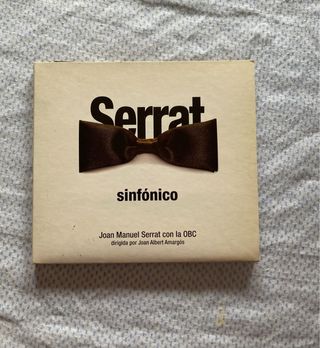 Serrat
sinfónico
Joan Manuel Serrat con la OBC
dirigida por Joan Albert Amargós